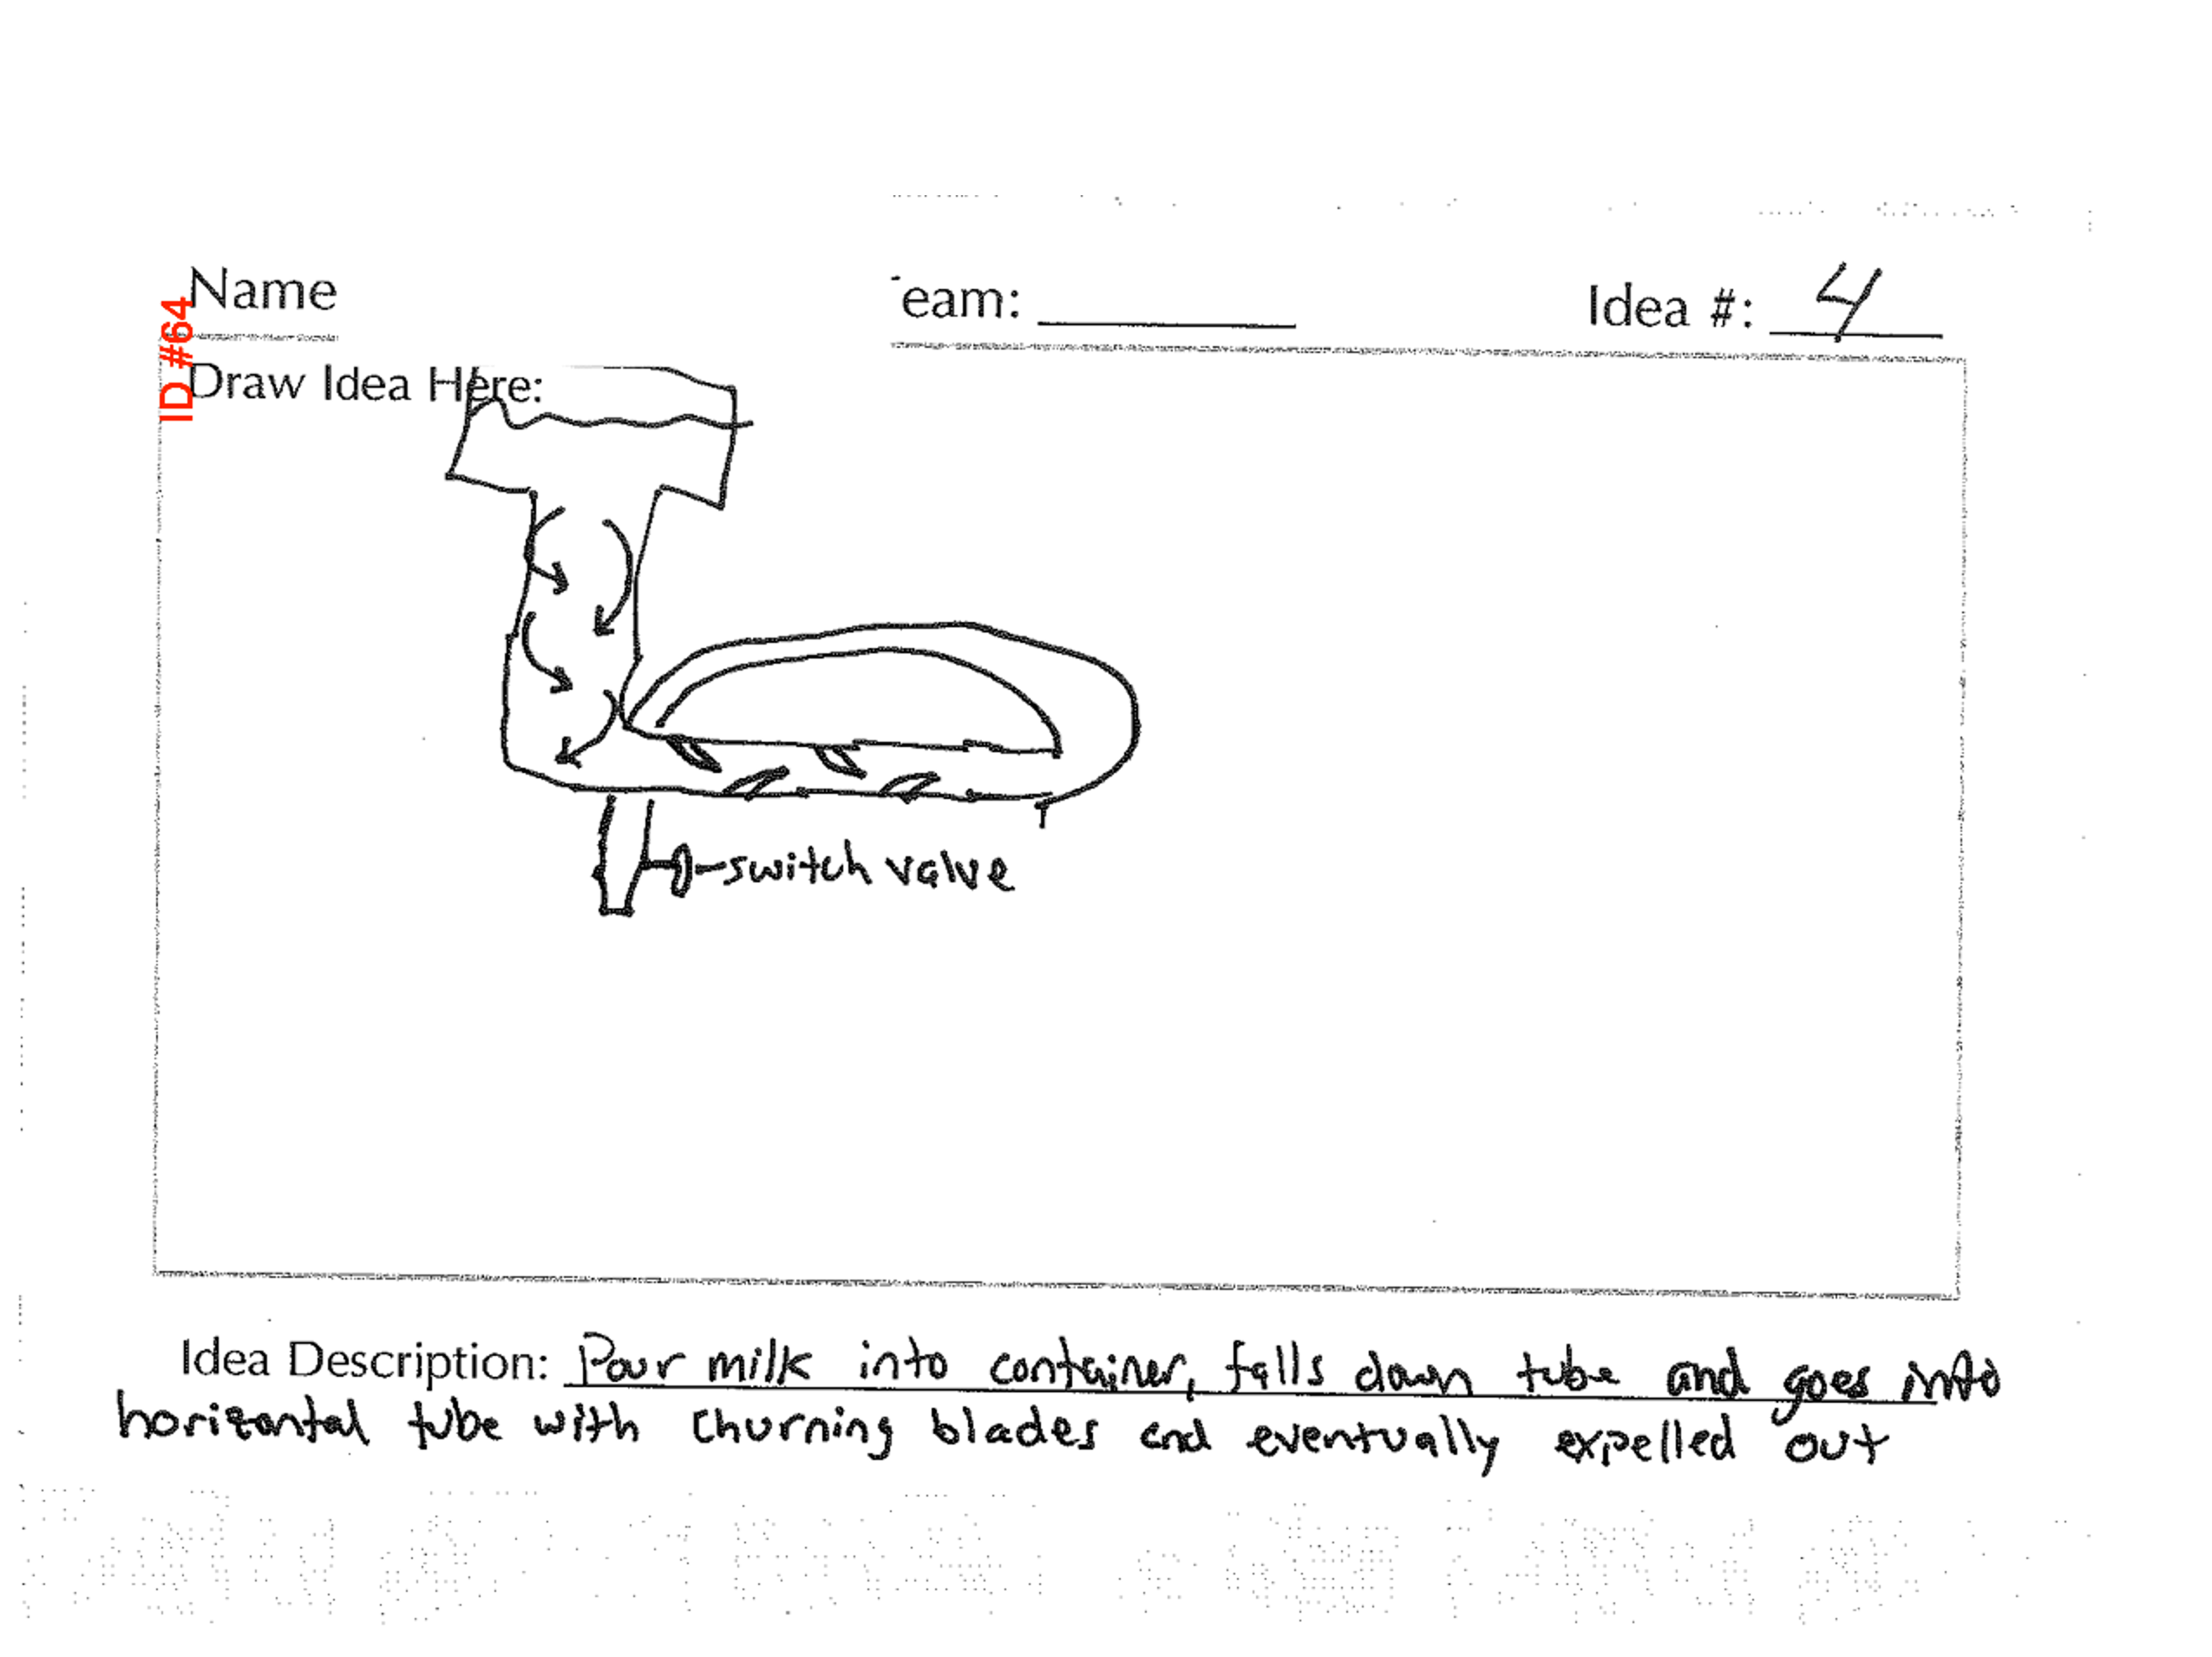 ID #64
Name eam: Idea #: 4
Draw Idea Here:
switch valve
Idea Description: Pour milk into container, falls down tube and goes into
horizontal tube with churning blades and eventually expelled out